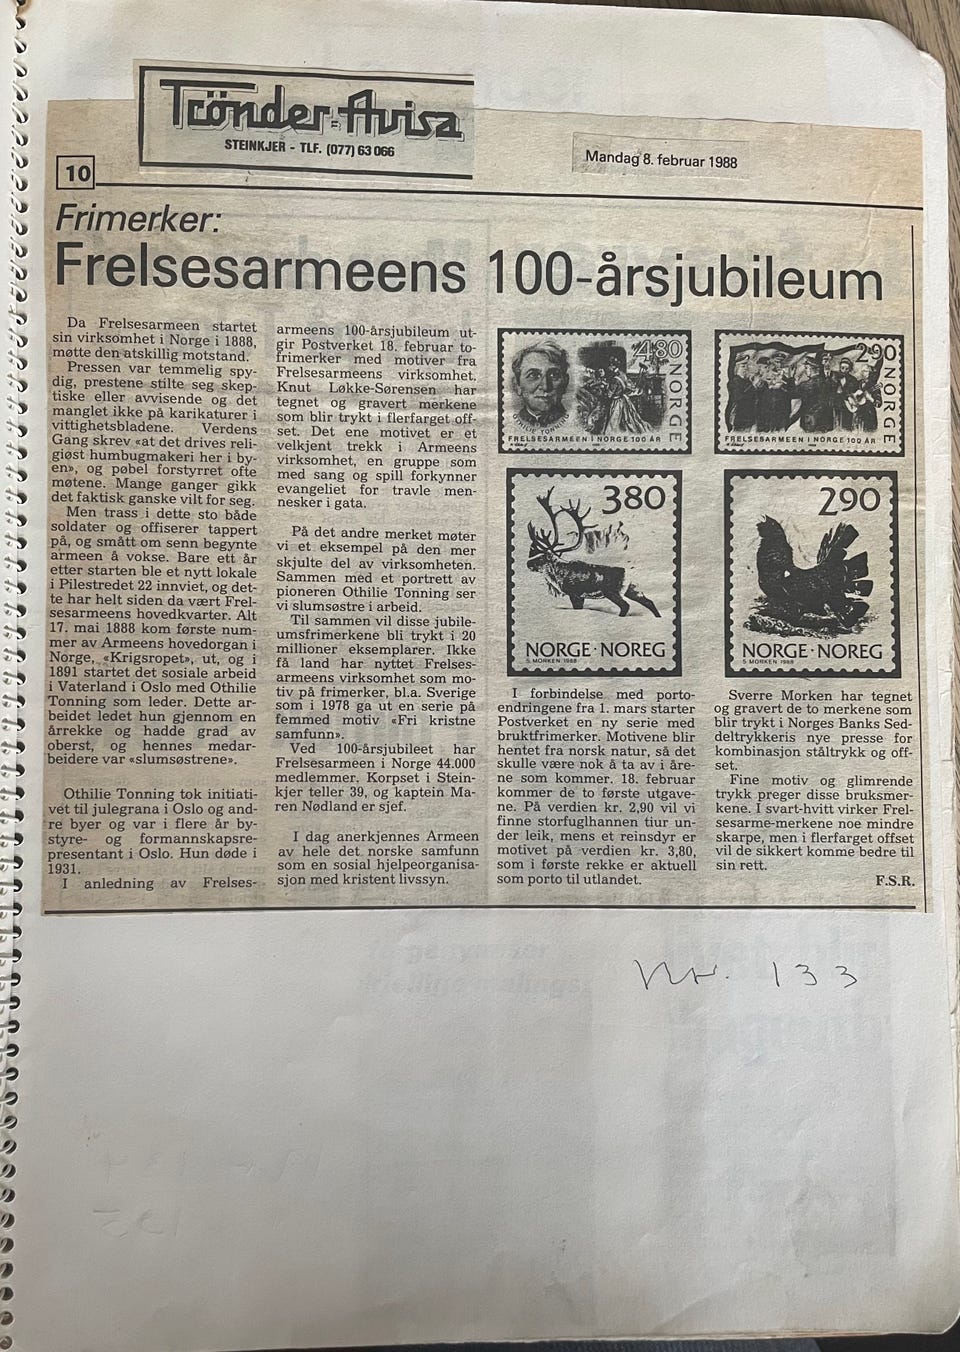 Trönder-Avisa
STEINKJER - TLF. (077) 63 066
Mandag 8. februar 1988
10
Frimerker:
Frelsesarmeens 100-årsjubileum
Da Frelsesarmeen startet
sin virksomhet i Norge i 1888,
møtte den atskillig motstand.
Pressen var temmelig spy-
dig, prestene stilte seg skep-
tiske eller avvisende og det
manglet ikke på karikaturer i
vittighetsbladene. Verdens
Gang skrev «at det drives reli-
giøst humbugmakeri her i by-
en», og pøbel forstyrret ofte
møtene. Mange ganger gikk
det faktisk ganske vilt for seg.
Men trass i dette sto både
soldater og offiserer tappert
på, og smått om senn begynte
armeen å vokse. Bare ett år
etter starten ble et nytt lokale
i Pilestredet 22 innviet, og det-
te har helt siden da vært Frel-
sesarmeens hovedkvarter. Alt
17. mai 1888 kom første num-
mer av Armeens hovedorgan i
Norge, «Krigsropet», ut, og i
1891 startet det sosiale arbeid
i Vaterland i Oslo med Othilie
Tonning som leder. Dette ar-
beidet ledet hun gjennom en
årrekke og hadde grad av
oberst, og hennes medar-
beidere var «slumsøstrene».
Othilie Tonning tok initiati-
vet til julegrana i Oslo og and-
re byer og var i flere år by-
styre- og formannskapsre-
presentant i Oslo. Hun døde i
1931.
I anledning av Frelses-
armeens 100-årsjubileum ut-
gir Postverket 18. februar to-
frimerker med motiver fra
Frelsesarmeens virksomhet.
Knut Løkke-Sørensen har
tegnet og gravert merkene
som blir trykt i flerfarget off-
set. Det ene motivet er et
velkjent trekk i Armeens
virksomhet, en gruppe som
med sang og spill forkynner
evangeliet for travle men-
nesker i gata.
På det andre merket møter
vi et eksempel på den mer
skjulte del av virksomheten.
Sammen med et portrett av
pioneren Othilie Tonning ser
vi slumsøstre i arbeid.
Til sammen vil disse jubile-
umsfrimerkene bli trykt i 20
millioner eksemplarer. Ikke
få land har nyttet Frelses-
armeens virksomhet som mo-
tiv på frimerker, bl.a. Sverige
som i 1978 ga ut en serie på
femmed motiv «Fri kristne
samfunn».
Ved 100-årsjubileet har
Frelsesarmeen i Norge 44.000
medlemmer. Korpset i Stein-
kjer teller 39, og kaptein Ma-
ren Nødland er sjef.
I dag anerkjennes Armeen
av hele det norske samfunn
som en sosial hjelpeorganisa-
sjon med kristent livssyn.
480
NORGE
OTHILIE TONNING
FRELSESARMEEN I NORGE 100 ÅR
290
NORGE
FRELSESARMEEN I NORGE 100 ÅR
380
NORGE·NOREG
S. MORKEN 1988
290
NORGE·NOREG
S. MORKEN 1988
I forbindelse med porto-
endringene fra 1. mars starter
Postverket en ny serie med
bruktfrimerker. Motivene blir
hentet fra norsk natur, så det
skulle være nok å ta av i åre-
ne som kommer. 18. februar
kommer de to første utgave-
ne. På verdien kr. 2,90 vil vi
finne storfuglhannen tiur un-
der leik, mens et reinsdyr er
motivet på verdien kr. 3,80,
som i første rekke er aktuell
som porto til utlandet.
Sverre Morken har tegnet
og gravert de to merkene som
blir trykt i Norges Banks Sed-
deltrykkeris nye presse for
kombinasjon ståltrykk og off-
set.
Fine motiv og glimrende
trykk preger disse bruksmer-
kene. I svart-hvitt virker Frel-
sesarme-merkene noe mindre
skarpe, men i flerfarget offset
vil de sikkert komme bedre til
sin rett.
F.S.R.
Nr. 133